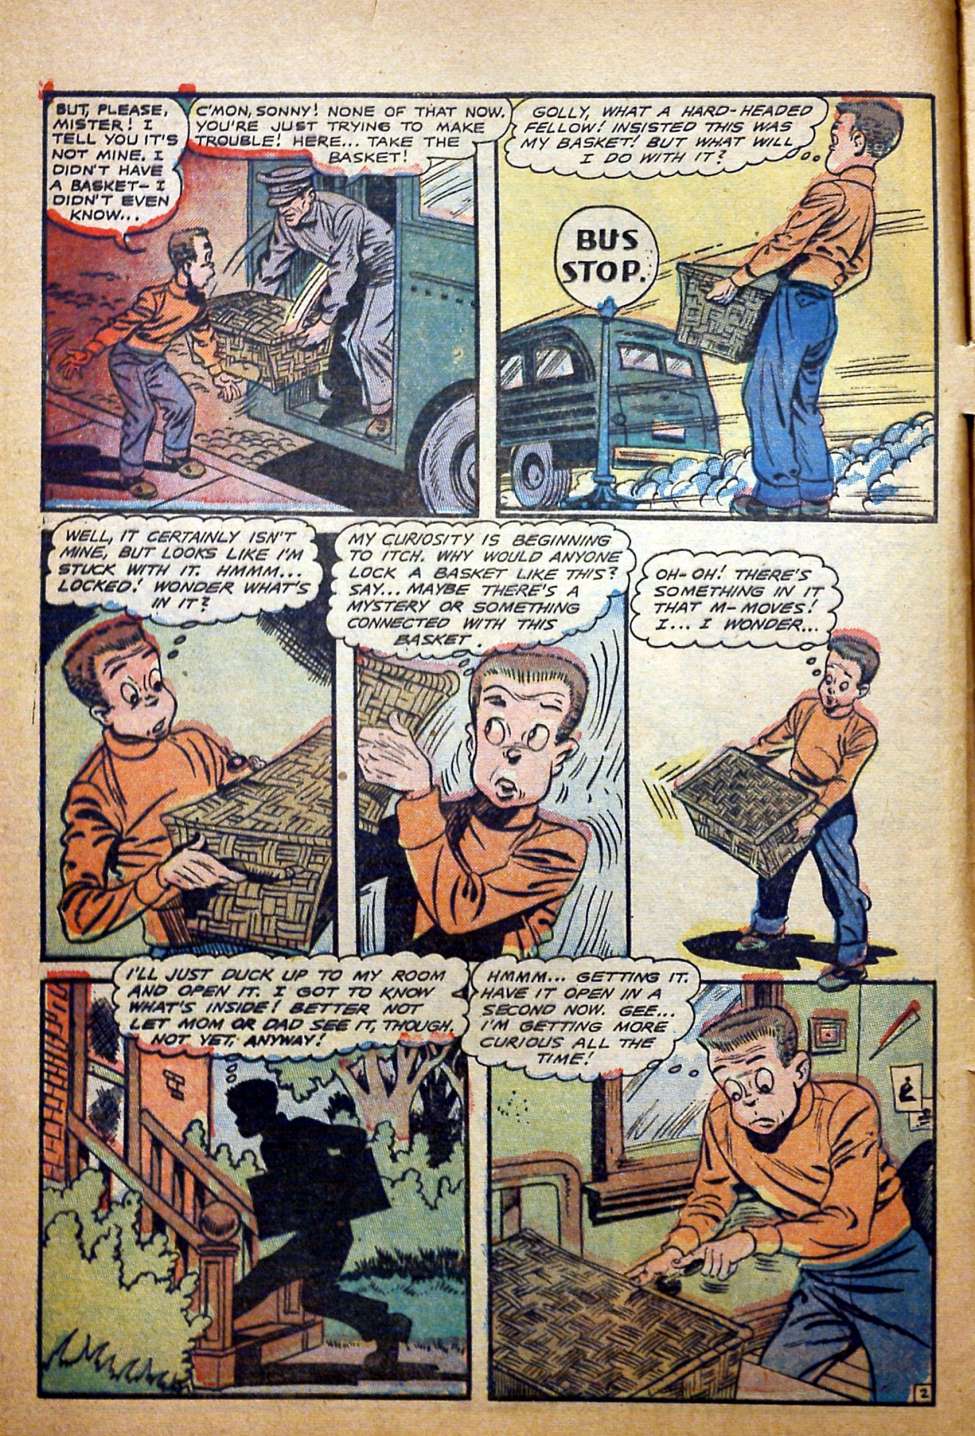 BUT, PLEASE,
MISTER! I
TELL YOU IT'S
NOT MINE. I
DIDN'T HAVE
A BASKET- I
DIDN'T EVEN
KNOW...
C'MON, SONNY! NONE OF THAT NOW.
YOU'RE JUST TRYING TO MAKE
TROUBLE! HERE... TAKE THE
BASKET!
GOLLY, WHAT A HARD-HEADED
FELLOW! INSISTED THIS WAS
MY BASKET! BUT WHAT WILL
I DO WITH IT?
BUS
STOP.
WELL, IT CERTAINLY ISN'T
MINE, BUT LOOKS LIKE I'M
STUCK WITH IT. HMMM...
LOCKED! WONDER WHAT'S
IN IT?
MY CURIOSITY IS BEGINNING
TO ITCH. WHY WOULD ANYONE
LOCK A BASKET LIKE THIS?
SAY... MAYBE THERE'S A
MYSTERY OR SOMETHING
CONNECTED WITH THIS
BASKET.
OH-OH! THERE'S
SOMETHING IN IT
THAT M-MOVES!
I... I WONDER...
I'LL JUST DUCK UP TO MY ROOM
AND OPEN IT. I GOT TO KNOW
WHAT'S INSIDE! BETTER NOT
LET MOM OR DAD SEE IT, THOUGH,
NOT YET, ANYWAY!
HMMM... GETTING IT.
HAVE IT OPEN IN A
SECOND NOW. GEE...
I'M GETTING MORE
CURIOUS ALL THE
TIME!
2